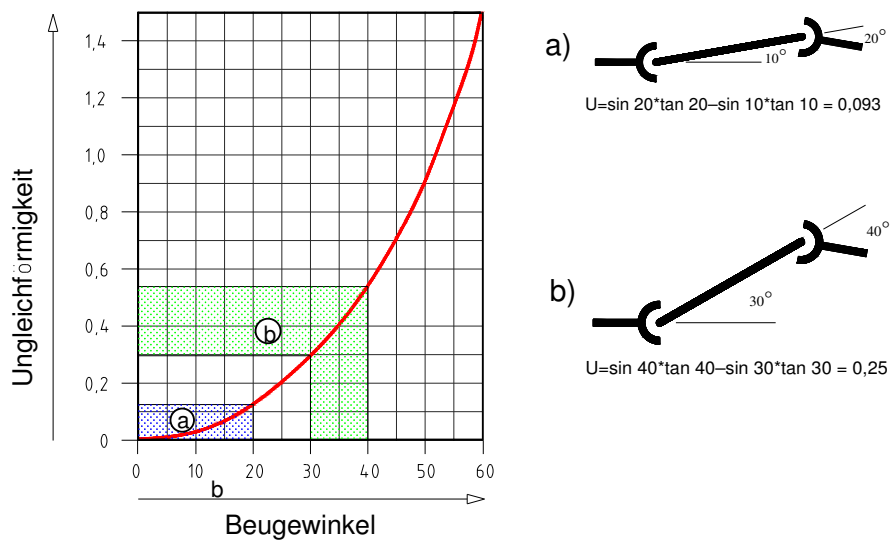 Ungleichförmigkeit
1,4
1,2
1,0
0,8
0,6
0,4
0,2
0
0 10 20 30 40 50 60
b
Beugewinkel
b
a
a)
10°
20°
U=sin 20*tan 20–sin 10*tan 10 = 0,093
b)
30°
40°
U=sin 40*tan 40–sin 30*tan 30 = 0,25